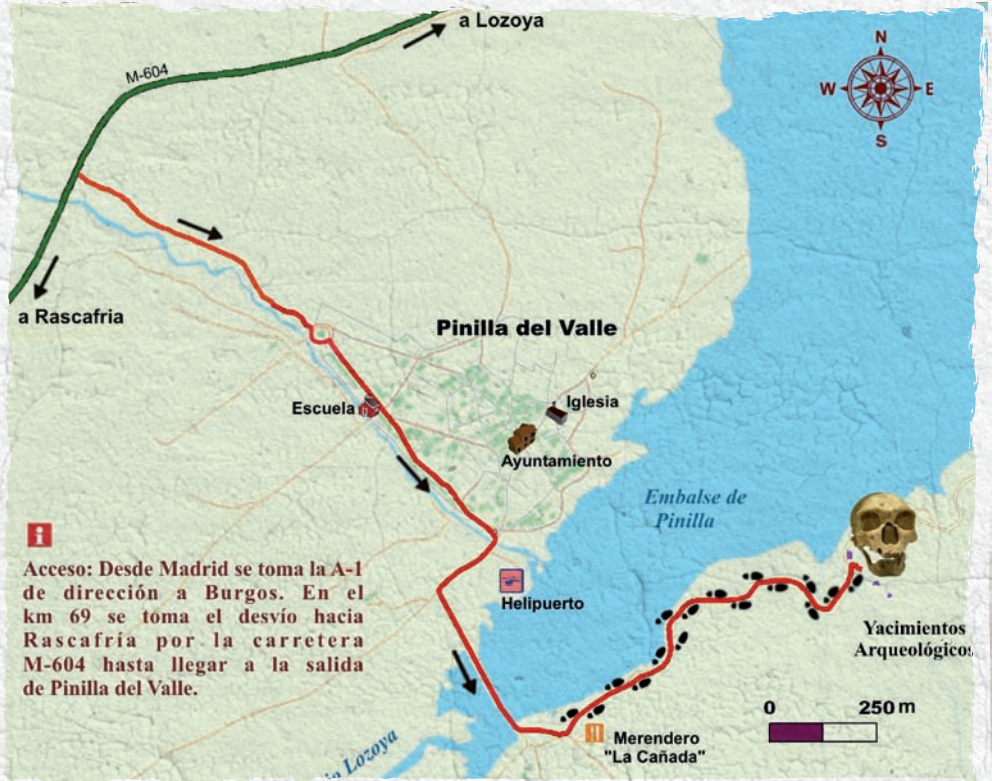 a Lozoya
M-604
N
W E
S
a Rascafria
Pinilla del Valle
Escuela
Iglesia
Ayuntamiento
Embalse de
Pinilla
i
Acceso: Desde Madrid se toma la A-1
de dirección a Burgos. En el
km 69 se toma el desvío hacia
Rascafría por la carretera
M-604 hasta llegar a la salida
de Pinilla del Valle.
Helipuerto
Yacimientos
Arqueológicos
0 250 m
Merendero
"La Cañada"
Lozoya